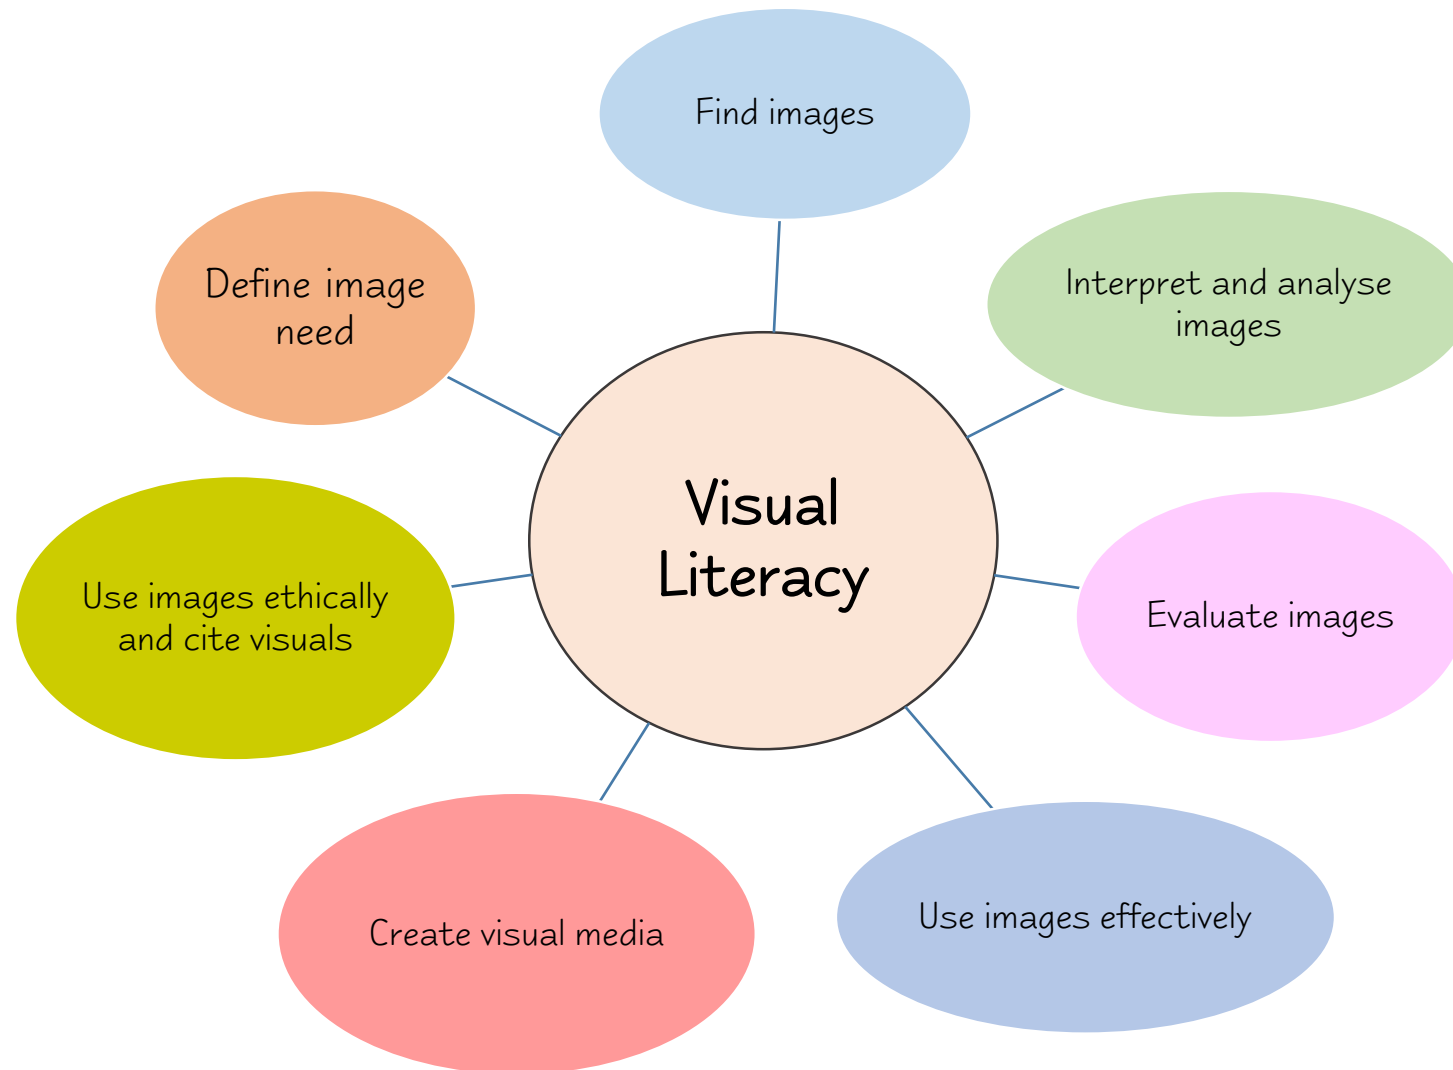 Find images
Define image
need
Interpret and analyse
images
Visual
Literacy
Use images ethically
and cite visuals
Evaluate images
Create visual media
Use images effectively